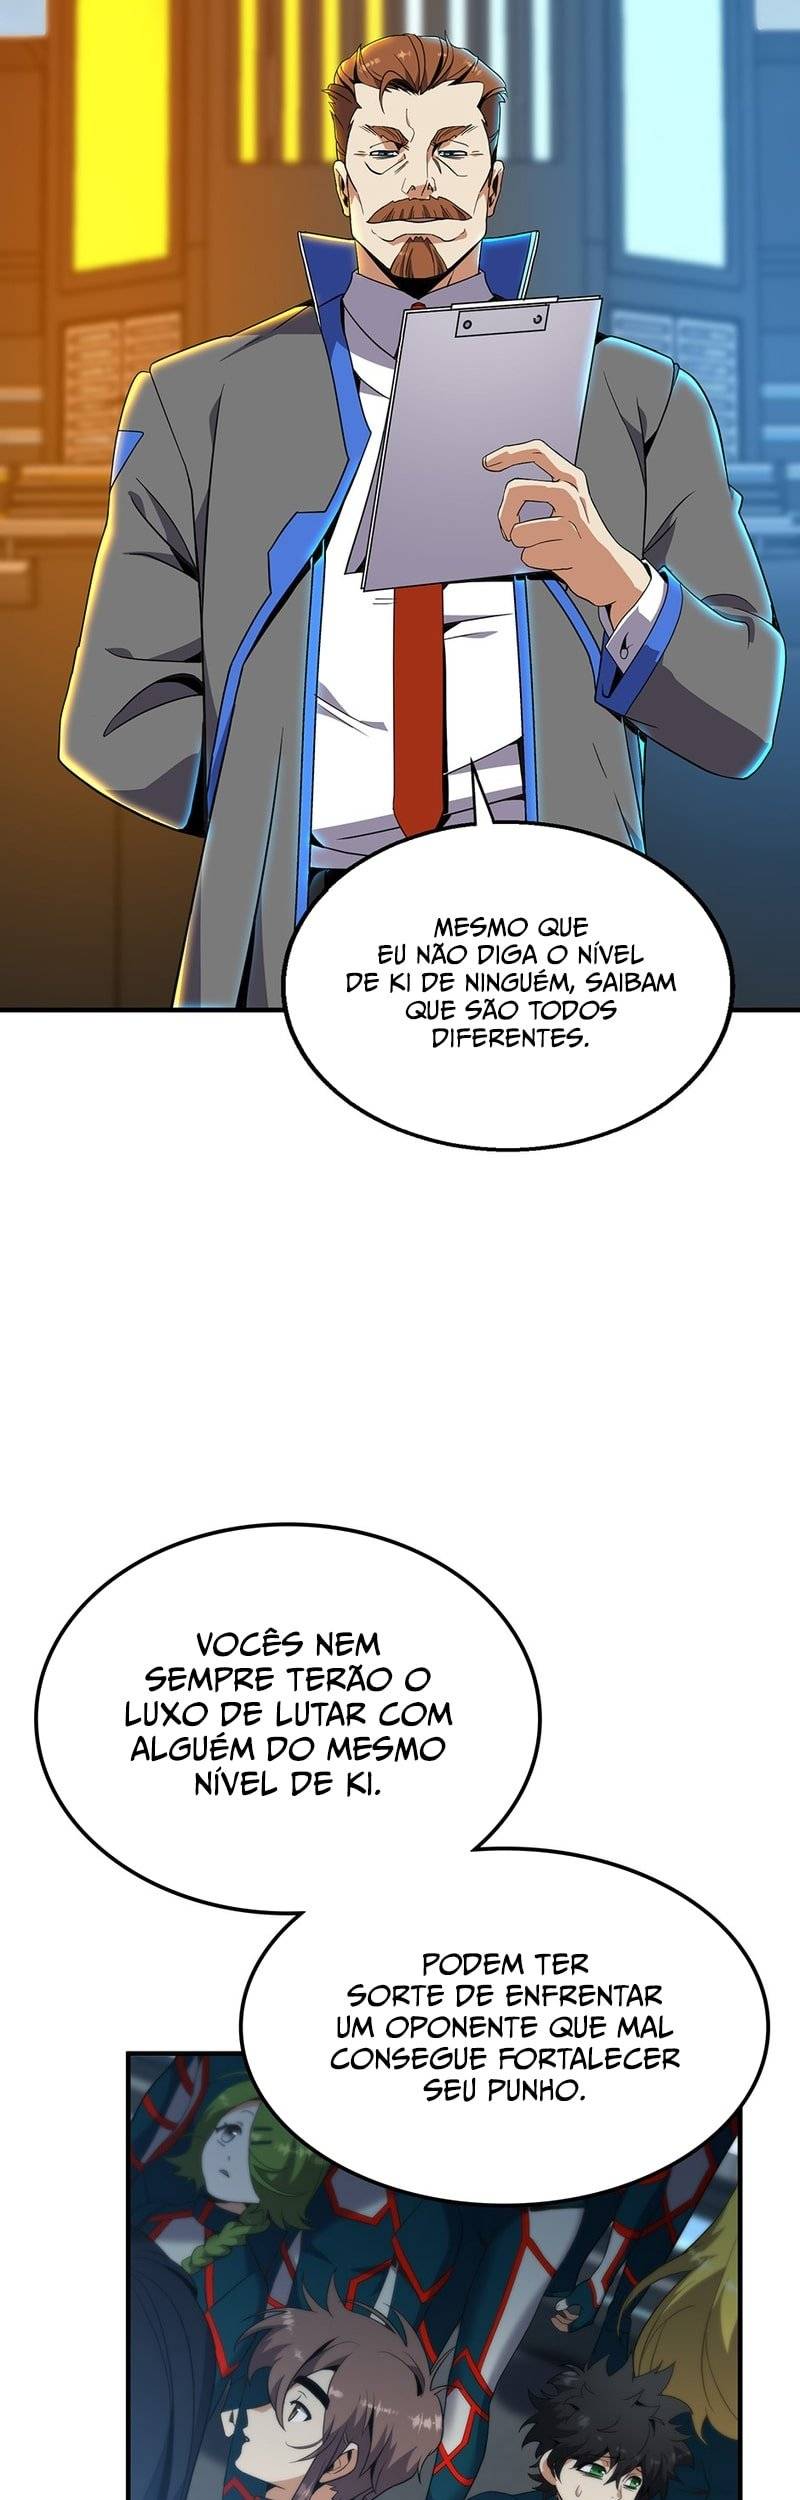 MESMO QUE
EU NÃO DIGA O NÍVEL
DE KI DE NINGUÉM, SAIBAM
QUE SÃO TODOS
DIFERENTES.
VOCÊS NEM
SEMPRE TERÃO O
LUXO DE LUTAR COM
ALGUÉM DO MESMO
NÍVEL DE KI.
PODEM TER
SORTE DE ENFRENTAR
UM OPONENTE QUE MAL
CONSEGUE FORTALECER
SEU PUNHO.